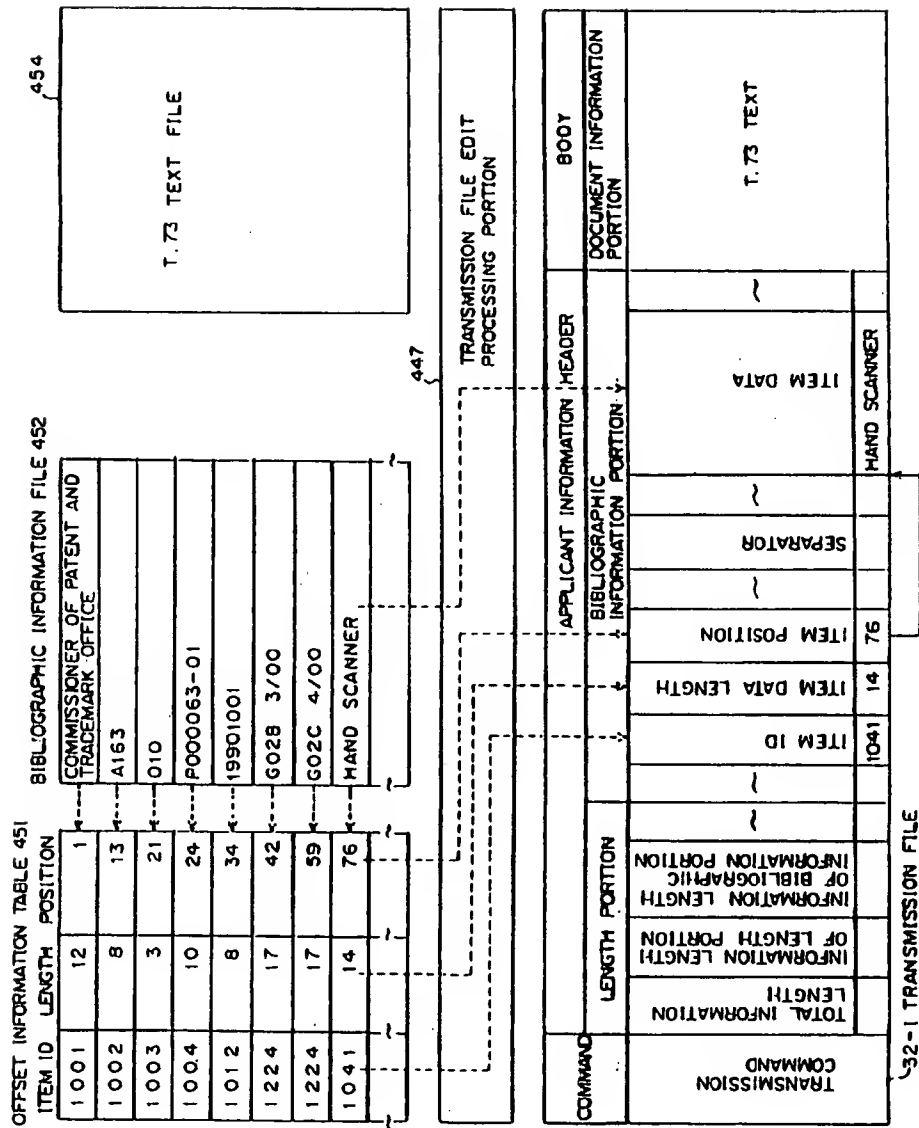 OFFSET INFORMATION TABLE 451
ITEM ID LENGTH POSITION
1001 12 1
1002 8 13
1003 3 21
1004 10 24
1012 8 34
1224 17 42
1224 17 59
1041 14 76
BIBLIOGRAPHIC INFORMATION FILE 452
COMMISSIONER OF PATENT AND
TRADEMARK OFFICE
A163
010
P000063-01
19901001
G02B 3/00
G02C 4/00
HAND SCANNER
454
T.73 TEXT FILE
447
TRANSMISSION FILE EDIT
PROCESSING PORTION
COMMAND
APPLICANT INFORMATION HEADER
BODY
LENGTH PORTION
BIBLIOGRAPHIC
INFORMATION PORTION
DOCUMENT INFORMATION
PORTION
TRANSMISSION
COMMAND
TOTAL INFORMATION
LENGTH
INFORMATION LENGTH
OF LENGTH PORTION
INFORMATION LENGTH
OF BIBLIOGRAPHIC
INFORMATION PORTION
~
~
ITEM ID
ITEM DATA LENGTH
ITEM POSITION
~
SEPARATOR
~
ITEM DATA
~
T.73 TEXT
1041 14 76 HAND SCANNER
32-1 TRANSMISSION FILE